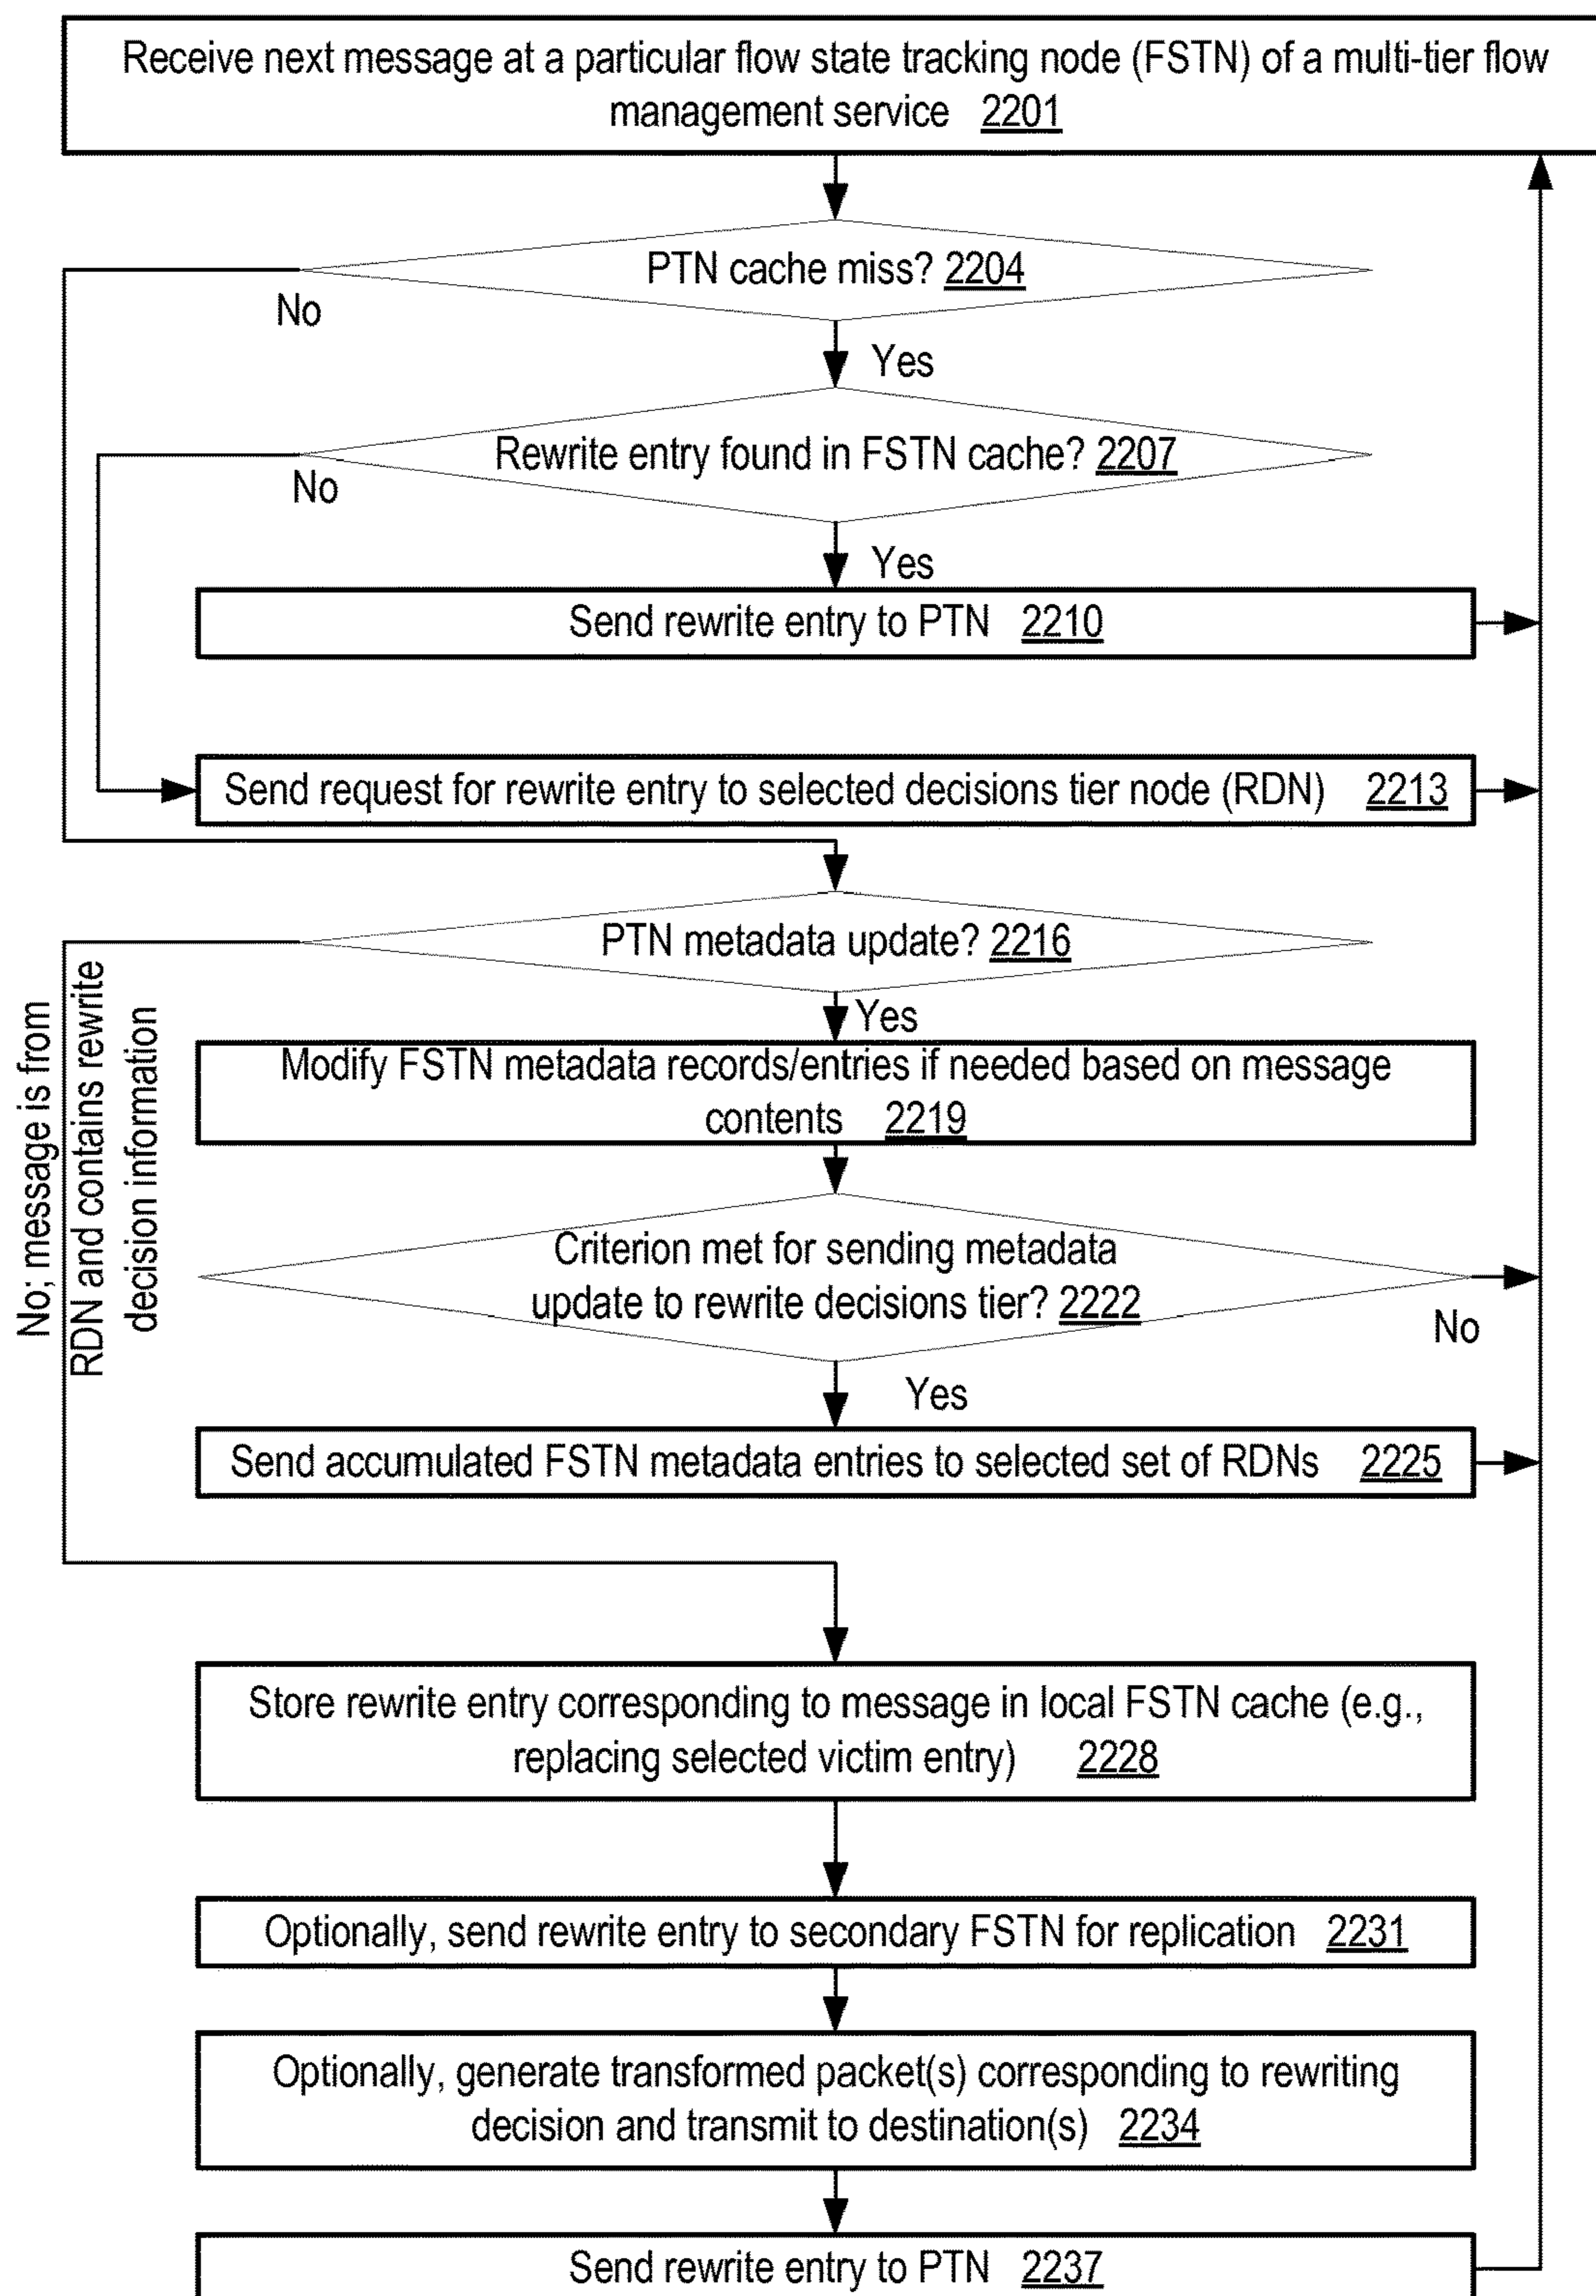 Receive next message at a particular flow state tracking node (FSTN) of a multi-tier flow
management service 2201
PTN cache miss? 2204
No
Yes
Rewrite entry found in FSTN cache? 2207
No
Yes
Send rewrite entry to PTN 2210
Send request for rewrite entry to selected decisions tier node (RDN) 2213
PTN metadata update? 2216
No; message is from
RDN and contains rewrite
decision information
Yes
Modify FSTN metadata records/entries if needed based on message
contents 2219
Criterion met for sending metadata
update to rewrite decisions tier? 2222
No
Yes
Send accumulated FSTN metadata entries to selected set of RDNs 2225
Store rewrite entry corresponding to message in local FSTN cache (e.g.,
replacing selected victim entry) 2228
Optionally, send rewrite entry to secondary FSTN for replication 2231
Optionally, generate transformed packet(s) corresponding to rewriting
decision and transmit to destination(s) 2234
Send rewrite entry to PTN 2237